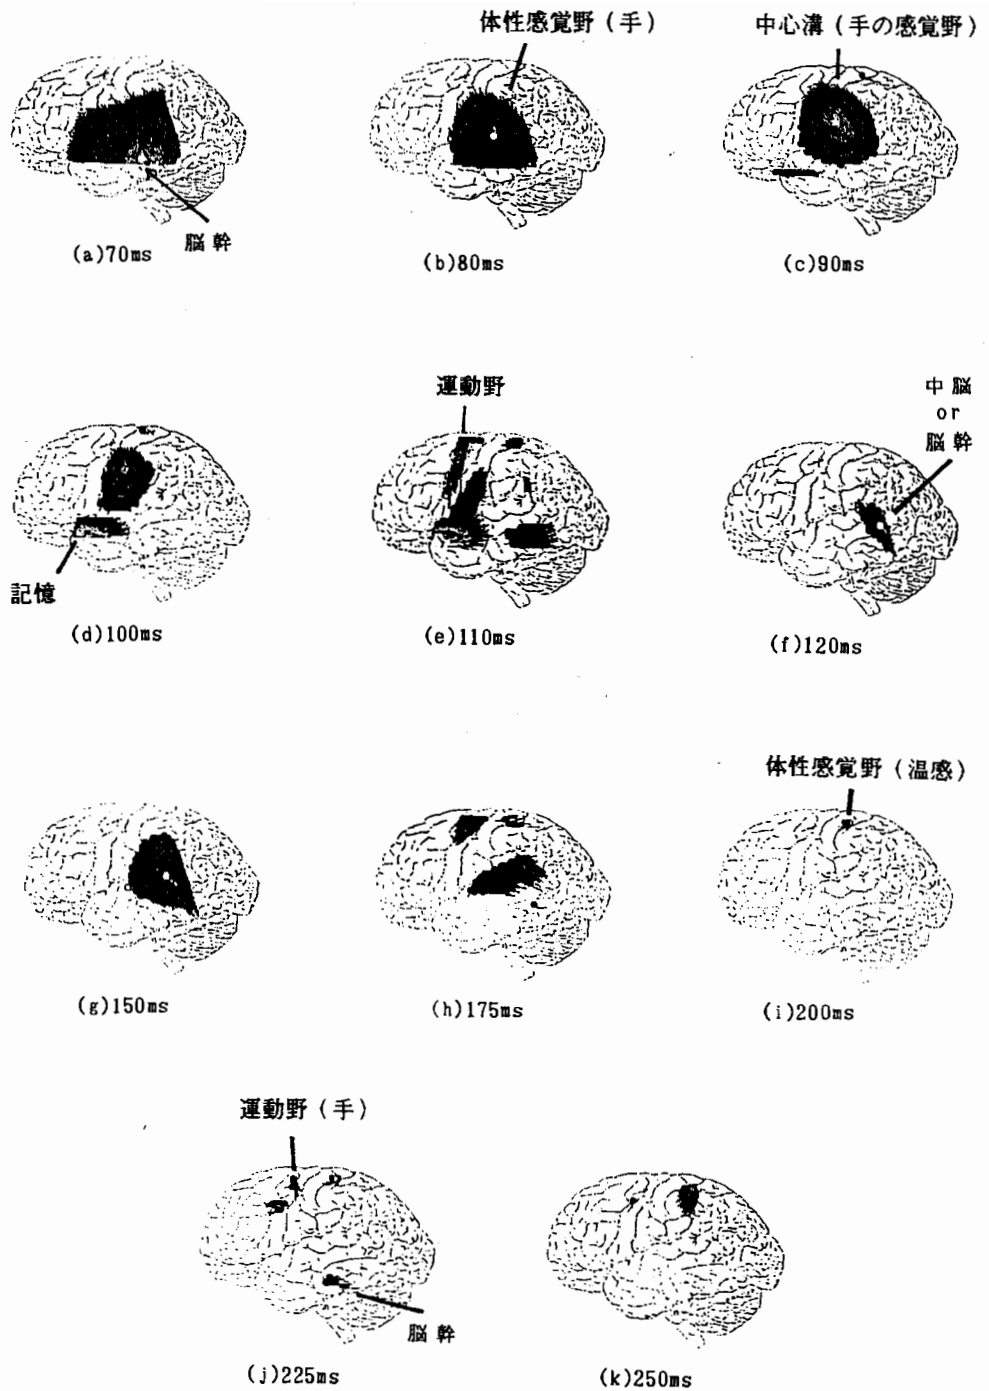 体性感覚野(手)
中心溝(手の感覚野)
脳幹
(a)70ms
(b)80ms
(c)90ms
運動野
中脳
or
脳幹
記憶
(d)100ms
(e)110ms
(f)120ms
体性感覚野(温感)
(g)150ms
(h)175ms
(i)200ms
運動野(手)
脳幹
(j)225ms
(k)250ms